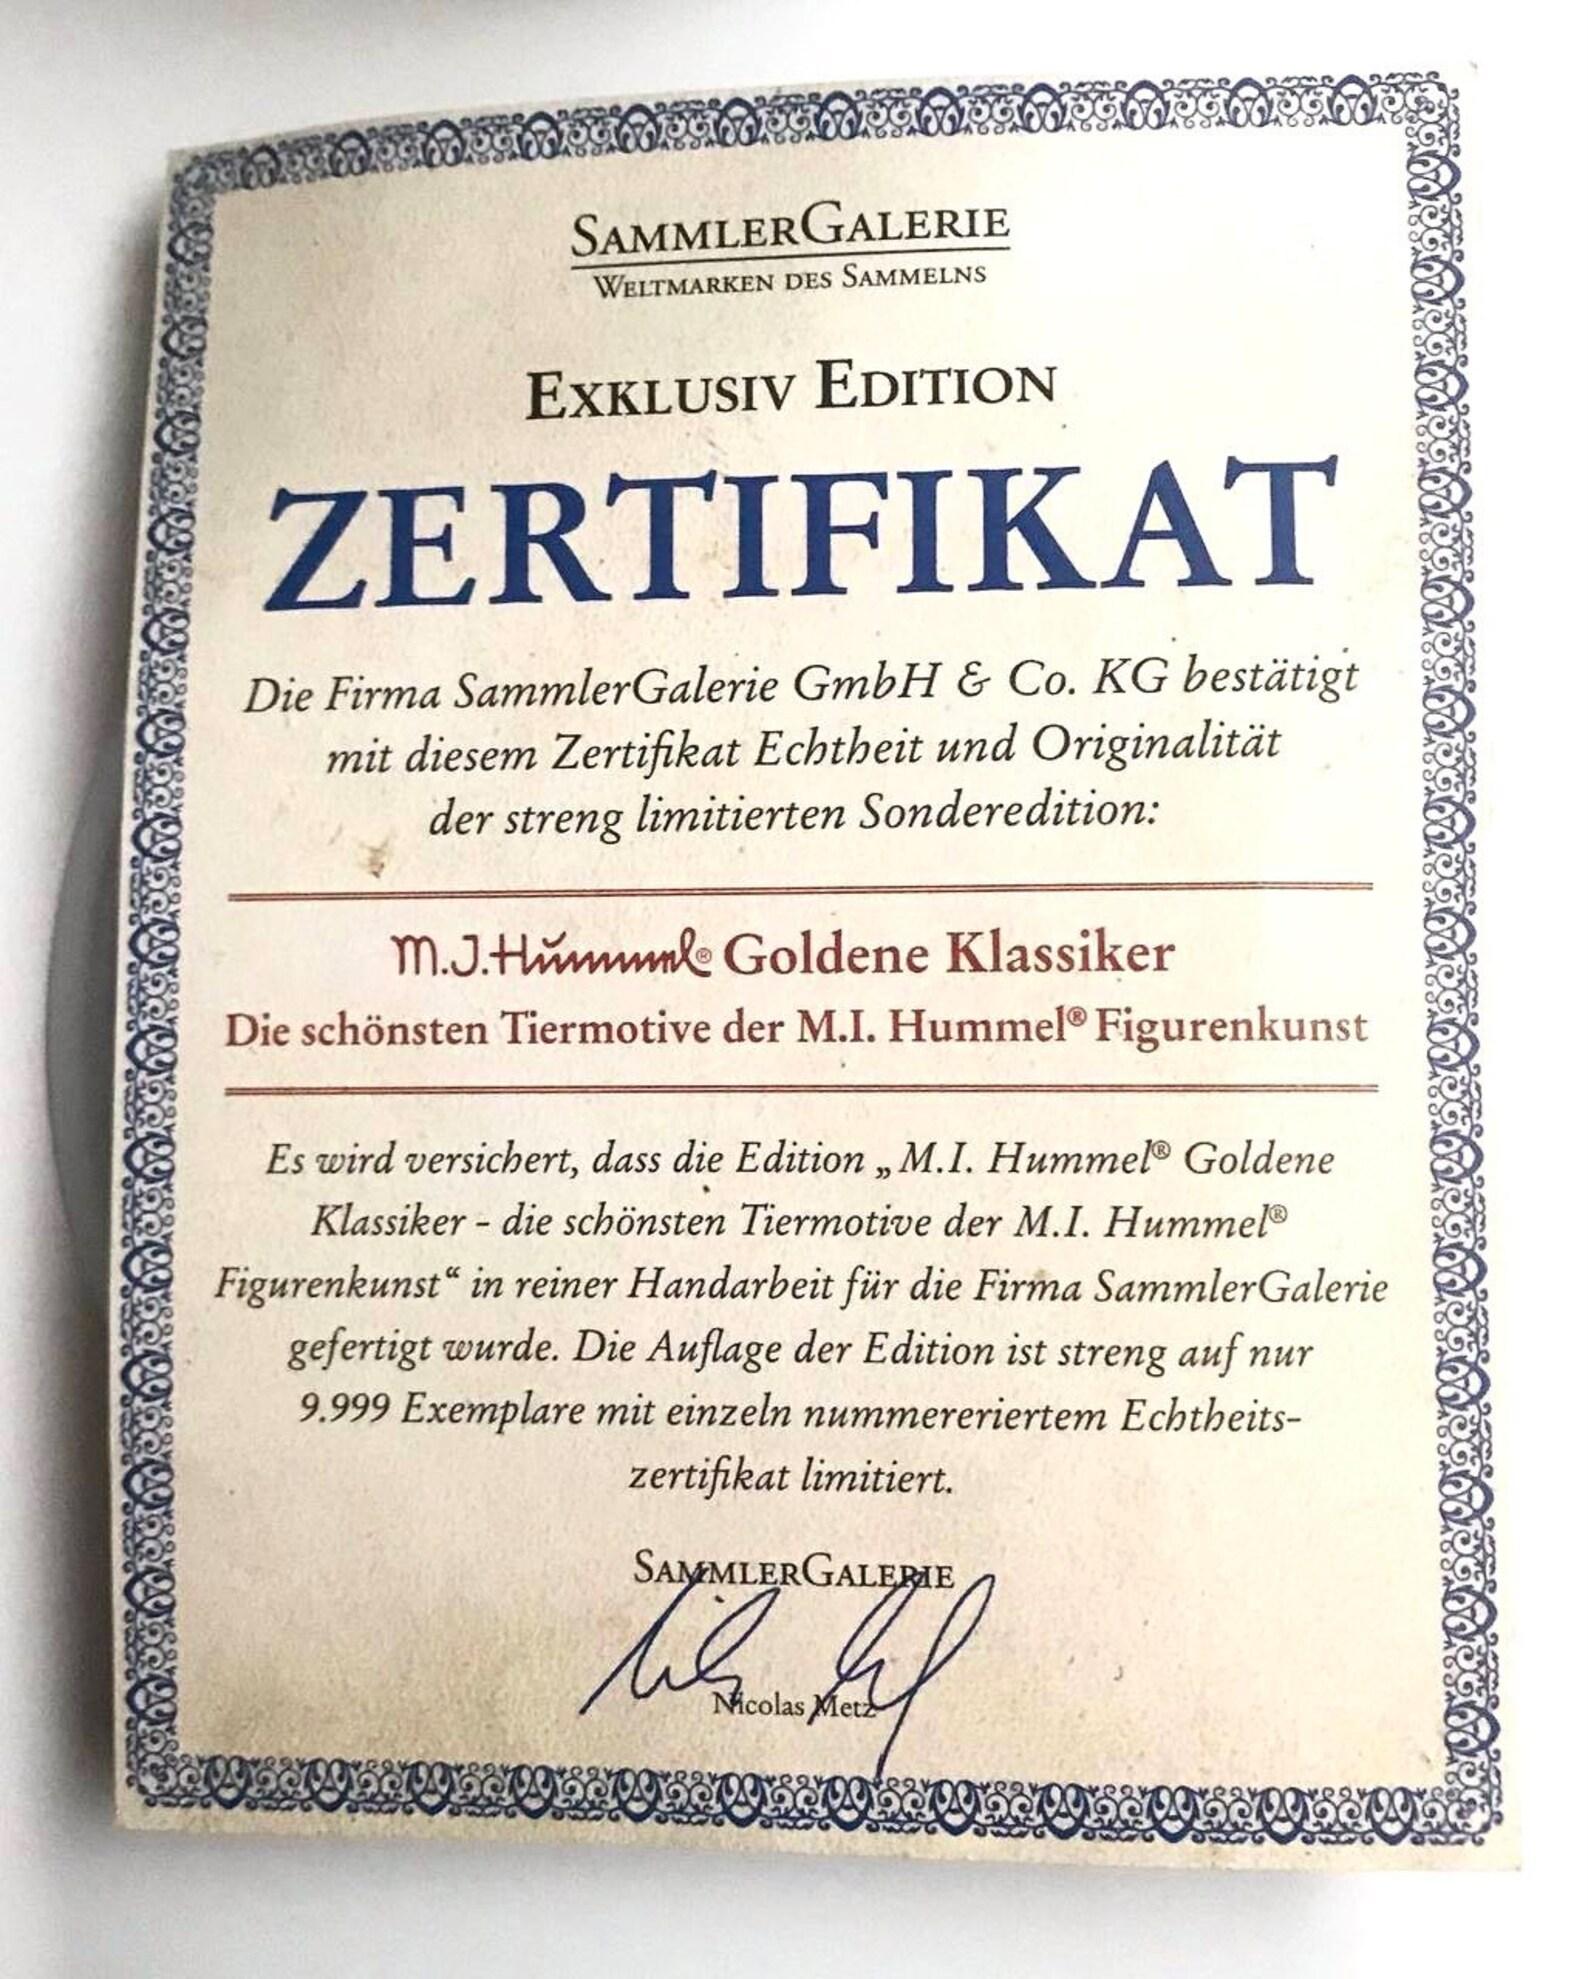 SAMMLERGALERIE
WELTMARKEN DES SAMMELNS
EXKLUSIV EDITION
ZERTIFIKAT
Die Firma SammlerGalerie GmbH & Co. KG bestätigt
mit diesem Zertifikat Echtheit und Originalität
der streng limitierten Sonderedition:
M.J.Hummel® Goldene Klassiker
Die schönsten Tiermotive der M.I. Hummel® Figurenkunst
Es wird versichert, dass die Edition „M.I. Hummel® Goldene
Klassiker - die schönsten Tiermotive der M.I. Hummel®
Figurenkunst“ in reiner Handarbeit für die Firma SammlerGalerie
gefertigt wurde. Die Auflage der Edition ist streng auf nur
9.999 Exemplare mit einzeln nummereriertem Echtheits-
zertifikat limitiert.
SAMMLERGALERIE
Nicolas Metz